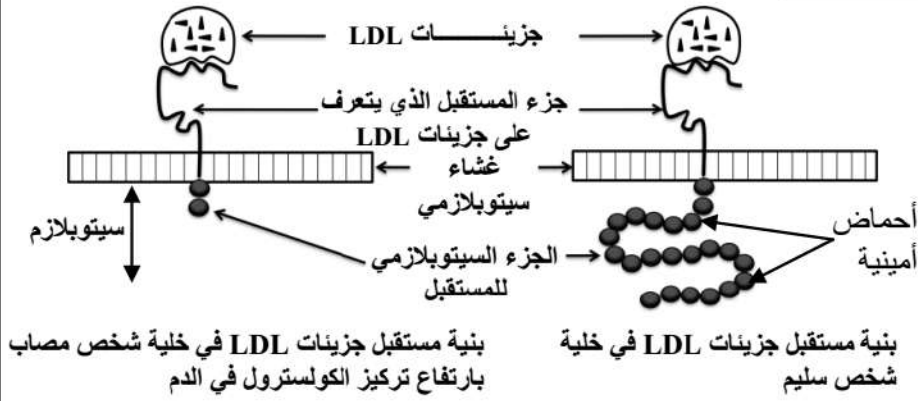 جزيئــات LDL
جزء المستقبل الذي يتعرف
على جزيئات LDL
غشاء
سيتوبلازمي
سيتوبلازم
أحماض
أمينية
الجزء السيتوبلازمي
للمستقبل
بنية مستقبل جزيئات LDL في خلية
شخص سليم
بنية مستقبل جزيئات LDL في خلية شخص مصاب
بارتفاع تركيز الكولسترول في الدم